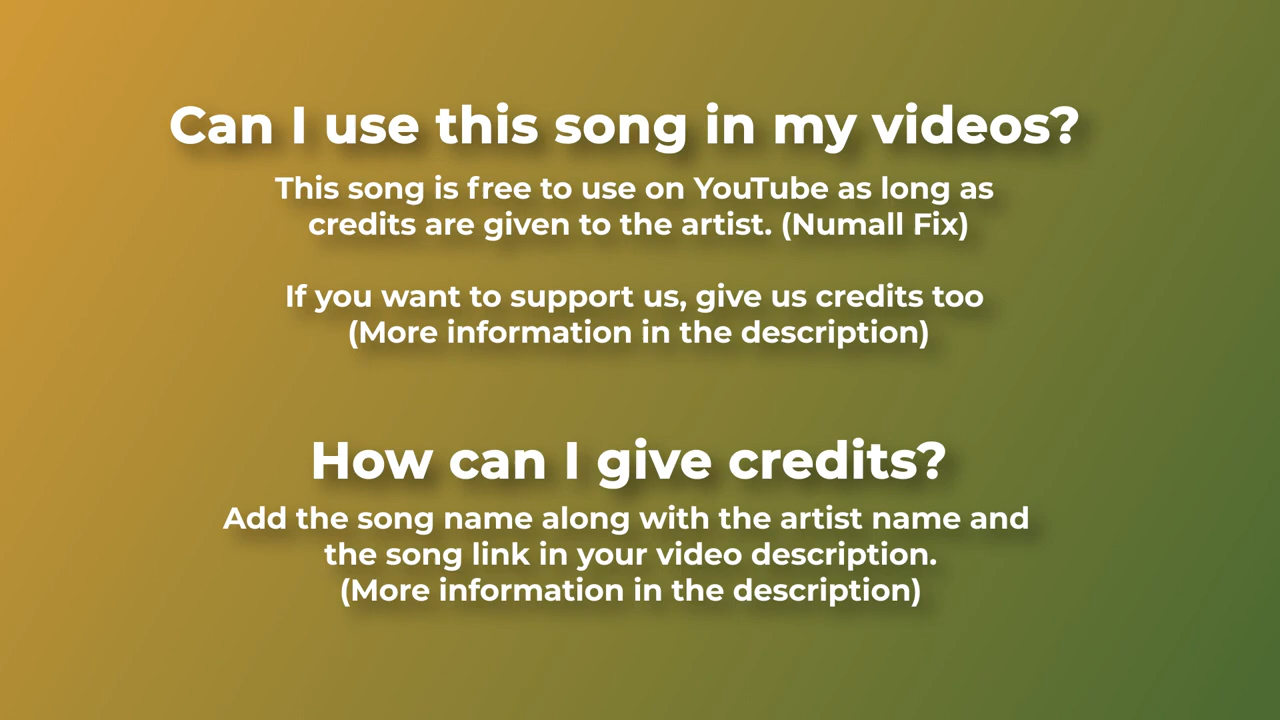 Can I use this song in my videos?
This song is free to use on YouTube as long as
credits are given to the artist. (Numall Fix)
If you want to support us, give us credits too
(More information in the description)
How can I give credits?
Add the song name along with the artist name and
the song link in your video description.
(More information in the description)